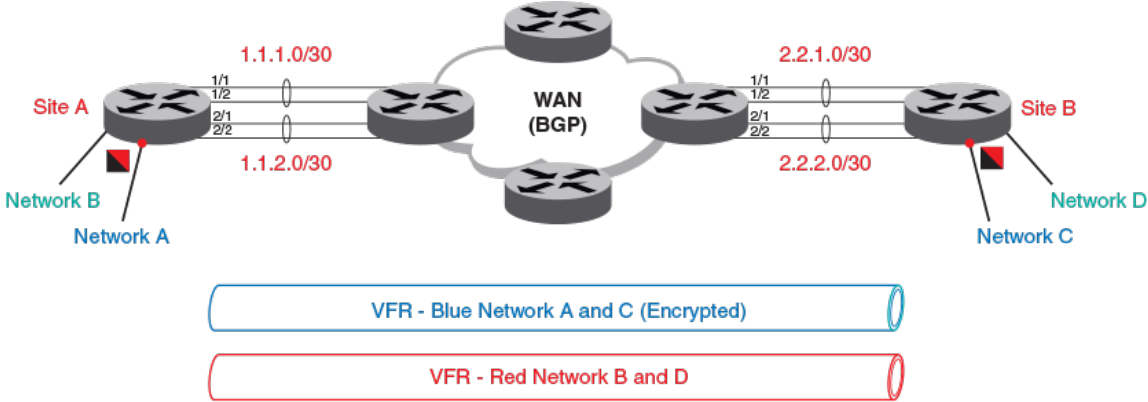 1.1.1.0/30
2.2.1.0/30
1/1
1/2
2/1
2/2
1/1
1/2
2/1
2/2
Site A
WAN
(BGP)
Site B
1.1.2.0/30
2.2.2.0/30
Network B
Network A
Network D
Network C
VFR - Blue Network A and C (Encrypted)
VFR - Red Network B and D